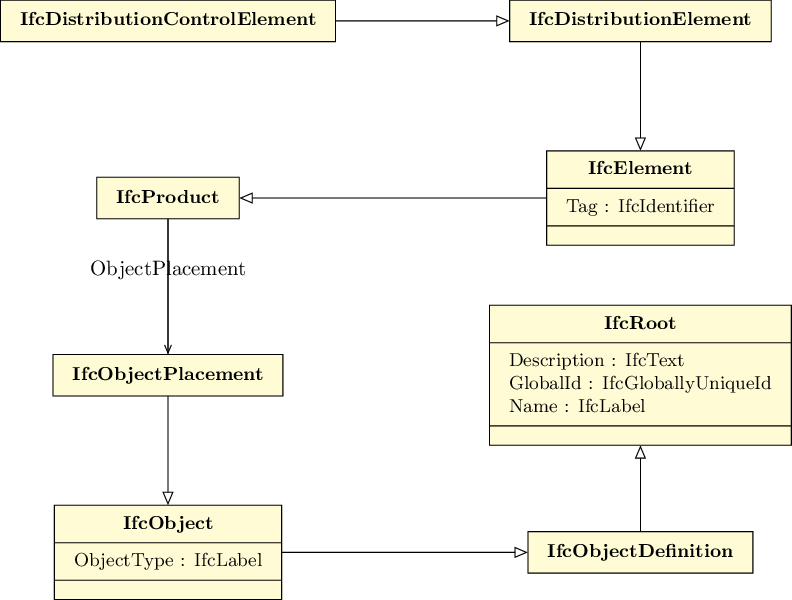 IfcDistributionControlElement
IfcDistributionElement
IfcElement
Tag : IfcIdentifier
IfcProduct
ObjectPlacement
IfcRoot
Description : IfcText
GlobalId : IfcGloballyUniqueId
Name : IfcLabel
IfcObjectPlacement
IfcObject
ObjectType : IfcLabel
IfcObjectDefinition